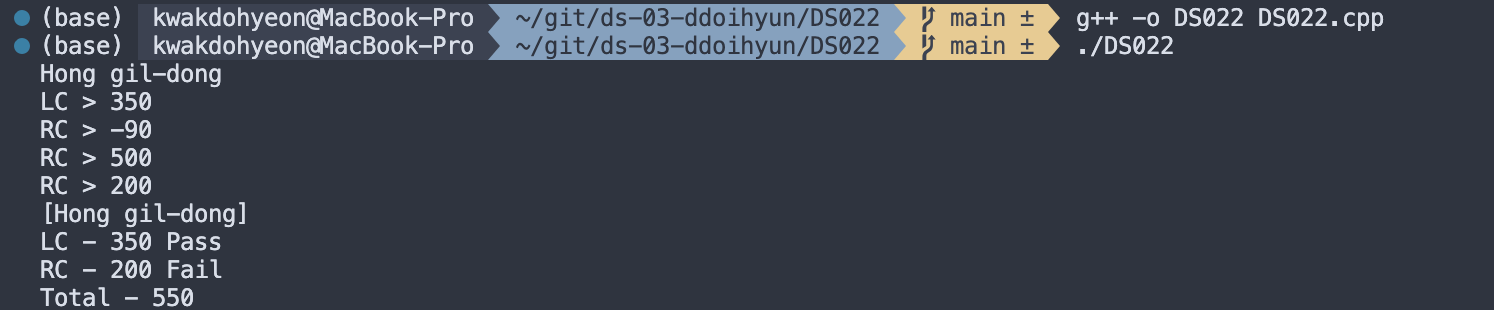 (base) kwakdohyeon@MacBook-Pro ~/git/ds-03-ddoihyun/DS022 main ± g++ -o DS022 DS022.cpp
(base) kwakdohyeon@MacBook-Pro ~/git/ds-03-ddoihyun/DS022 main ± ./DS022
Hong gil-dong
LC > 350
RC > -90
RC > 500
RC > 200
[Hong gil-dong]
LC - 350 Pass
RC - 200 Fail
Total - 550